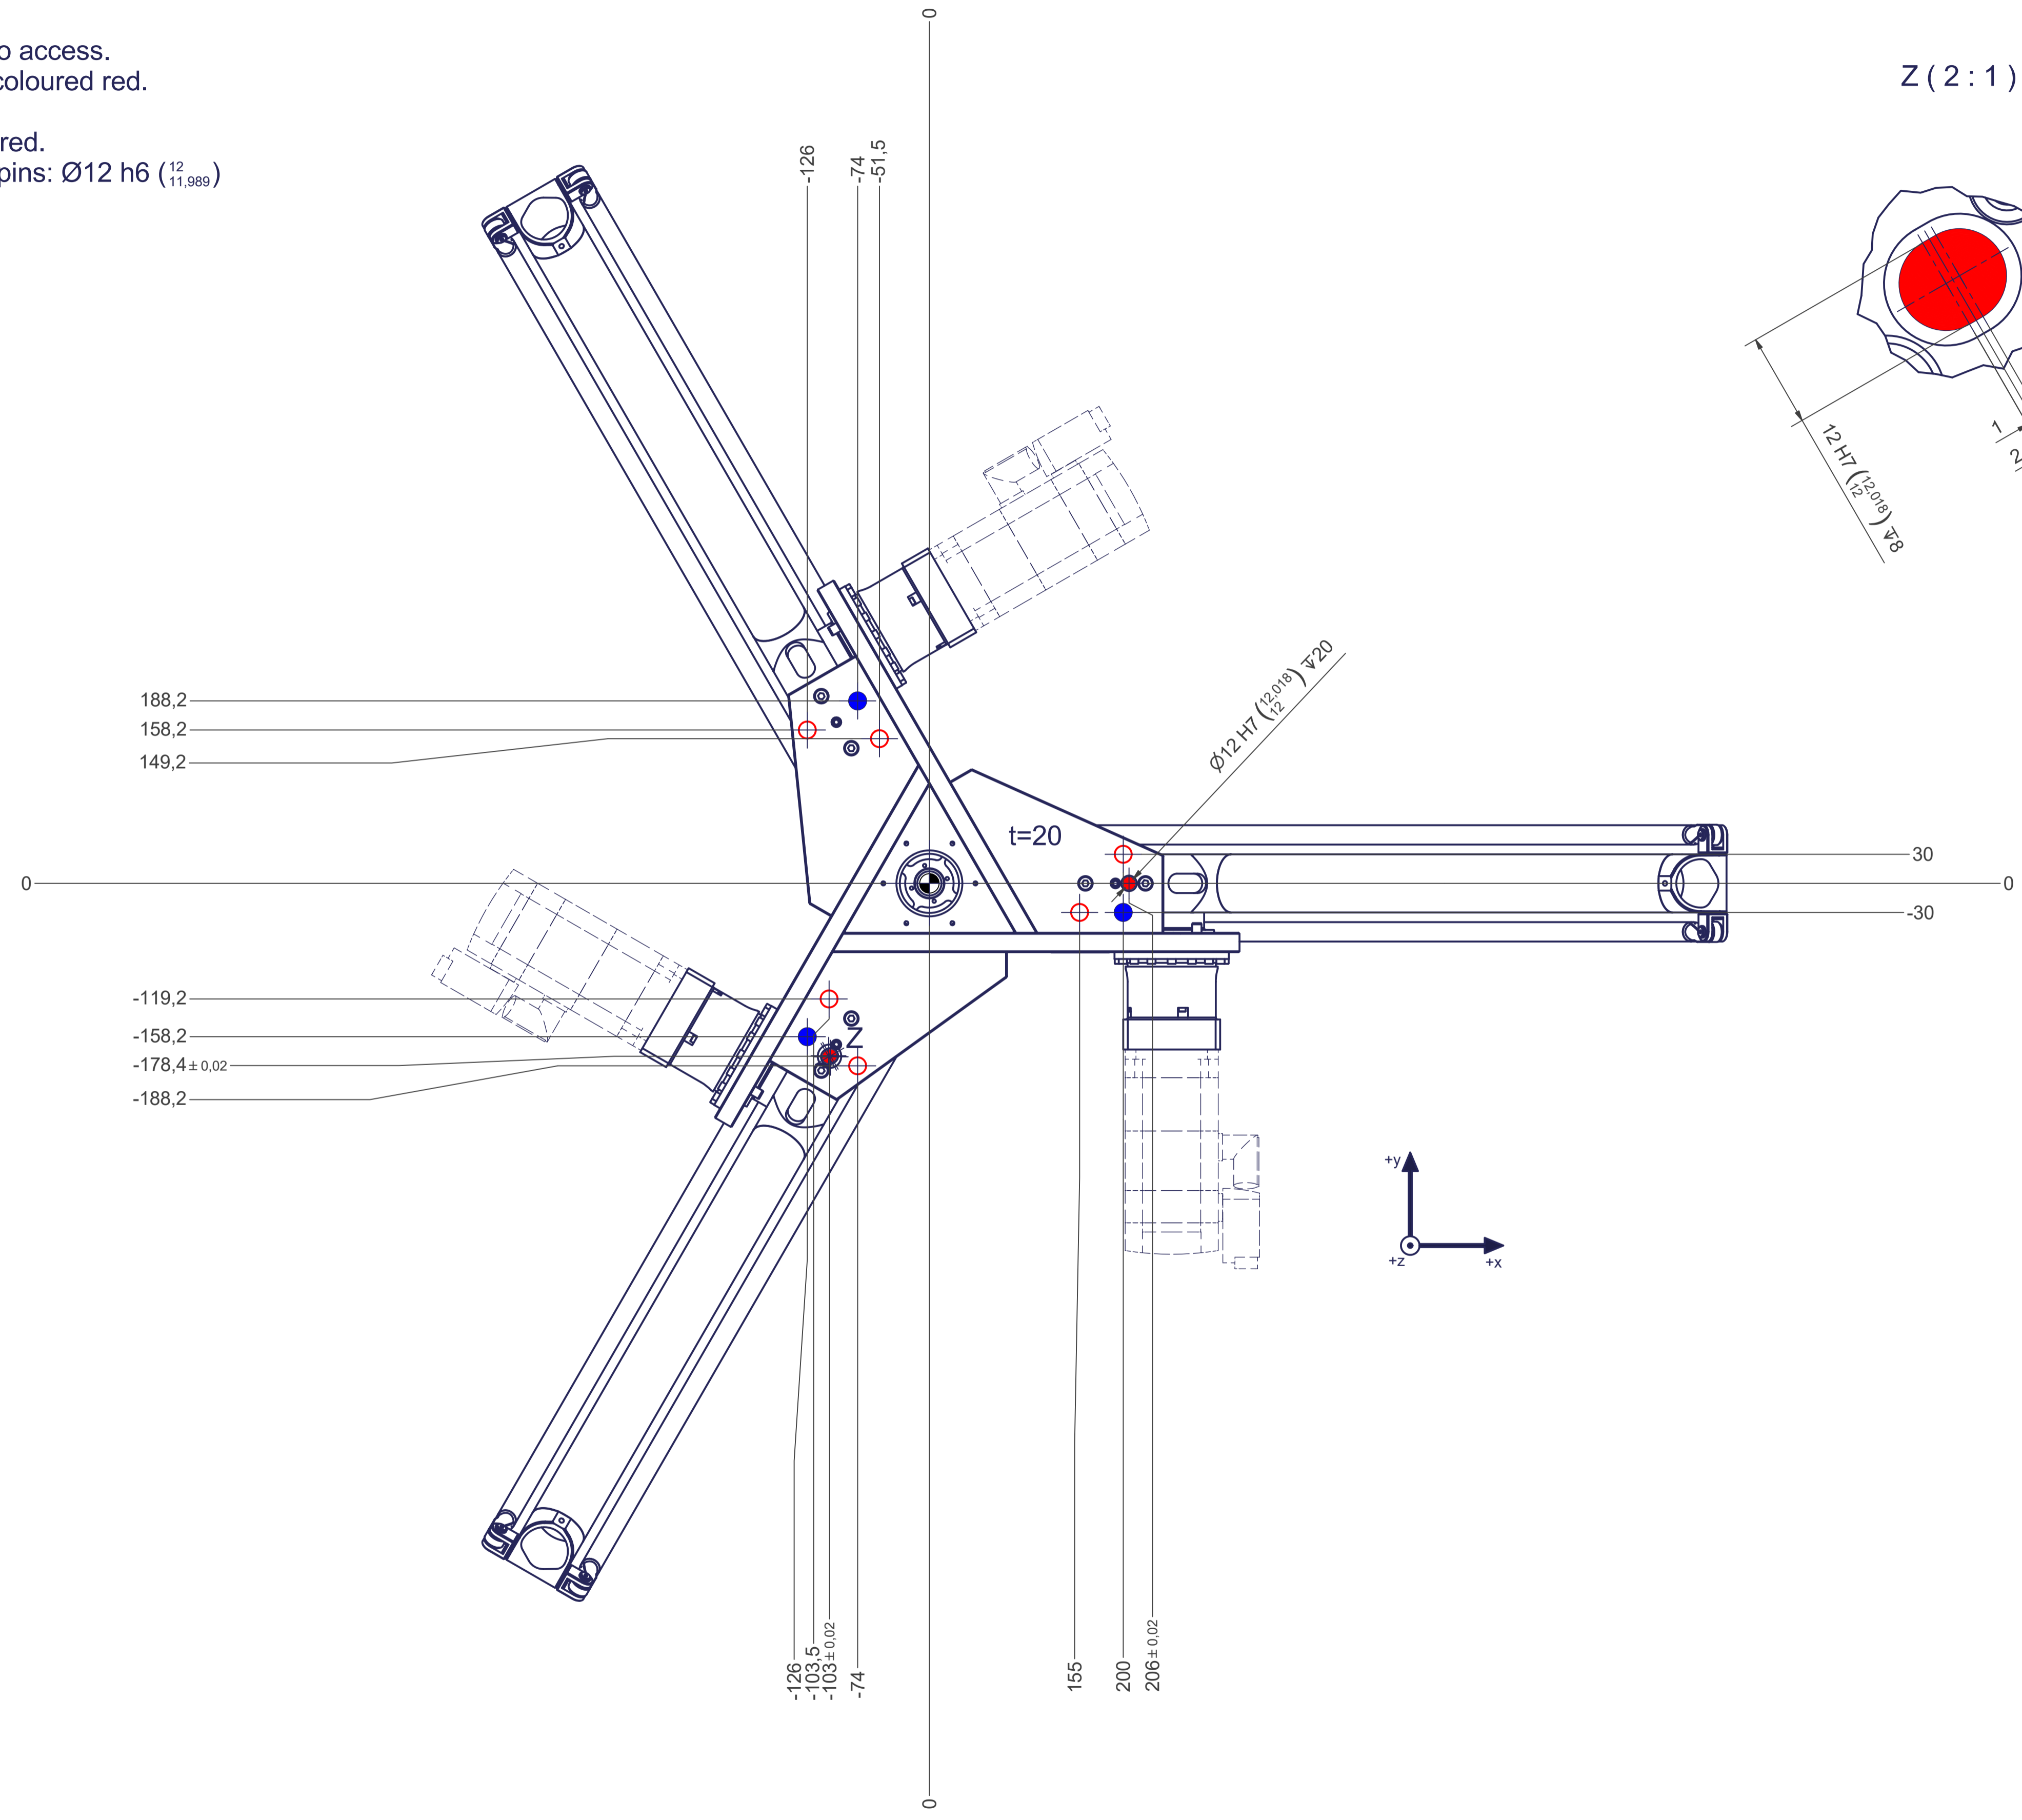 o access.
coloured red.
red.
pins: Ø12 h6 (12 11,989)
Z ( 2 : 1 )
0
-126
-74
-51,5
12 H7 (12,018 12) ↧8
1
2
188,2
158,2
149,2
Ø12 H7 (12,018 12) ↧20
t=20
30
0
0
-30
-119,2
-158,2
-178,4± 0,02
-188,2
Z
+y
+z
+x
-126
-103,5
-103± 0,02
-74
155
200
206± 0,02
0